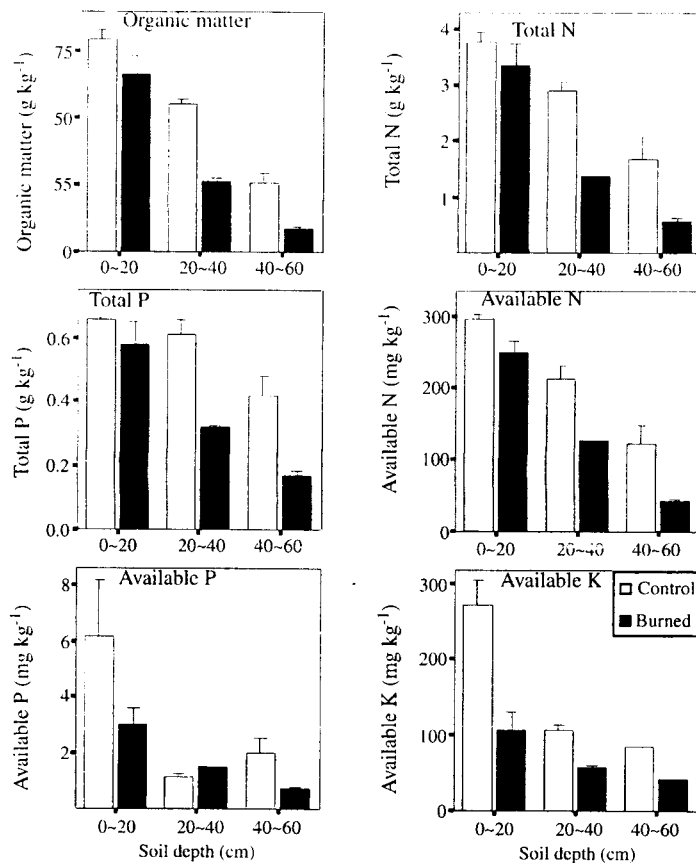 Organic matter
Organic matter (g kg⁻¹)
75
50
55
0
0~20
20~40
40~60
Total N
Total N (g kg⁻¹)
4
3
2
1
0~20
20~40
40~60
Total P
Total P (g kg⁻¹)
0.6
0.4
0.2
0.0
0~20
20~40
40~60
Available N
Available N (mg kg⁻¹)
300
200
100
0
0~20
20~40
40~60
Available P
Available P (mg kg⁻¹)
8
6
4
2
0~20
20~40
40~60
Soil depth (cm)
Available K
Available K (mg kg⁻¹)
300
200
100
0
Control
Burned
0~20
20~40
40~60
Soil depth (cm)